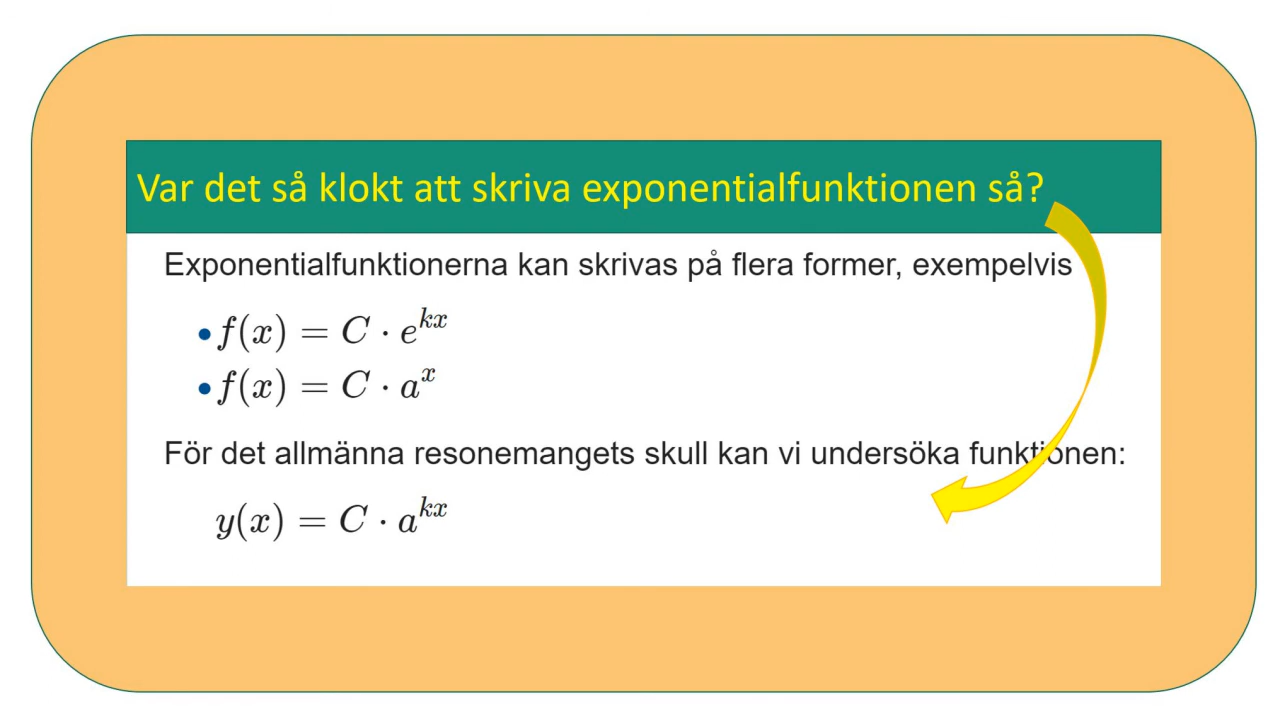 Var det så klokt att skriva exponentialfunktionen så?
Exponentialfunktionerna kan skrivas på flera former, exempelvis
• f(x) = C · e^{kx}
• f(x) = C · a^{x}
För det allmänna resonemangets skull kan vi undersöka funktionen:
y(x) = C · a^{kx}